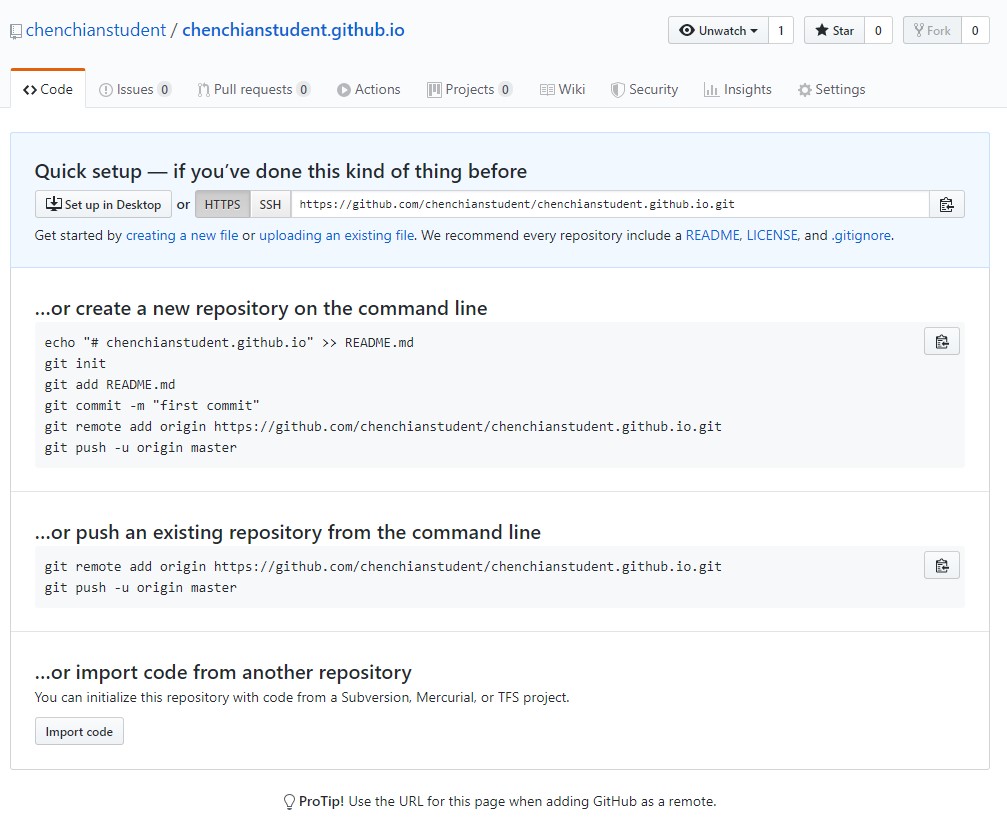 chenchianstudent / chenchianstudent.github.io
Unwatch 1 Star 0 Fork 0
Code Issues 0 Pull requests 0 Actions Projects 0 Wiki Security Insights Settings
Quick setup — if you’ve done this kind of thing before
Set up in Desktop or HTTPS SSH https://github.com/chenchianstudent/chenchianstudent.github.io.git
Get started by creating a new file or uploading an existing file. We recommend every repository include a README, LICENSE, and .gitignore.
…or create a new repository on the command line
echo "# chenchianstudent.github.io" >> README.md
git init
git add README.md
git commit -m "first commit"
git remote add origin https://github.com/chenchianstudent/chenchianstudent.github.io.git
git push -u origin master
…or push an existing repository from the command line
git remote add origin https://github.com/chenchianstudent/chenchianstudent.github.io.git
git push -u origin master
…or import code from another repository
You can initialize this repository with code from a Subversion, Mercurial, or TFS project.
Import code
ProTip! Use the URL for this page when adding GitHub as a remote.